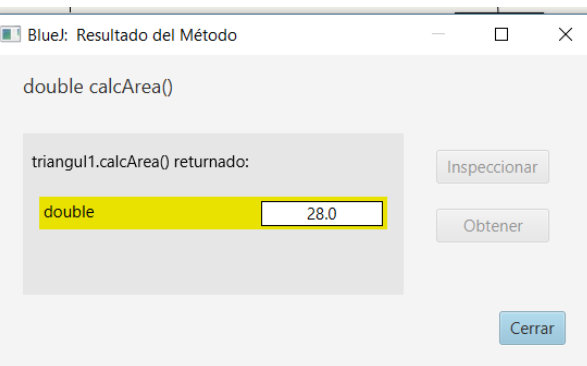 BlueJ: Resultado del Método
double calcArea()
triangul1.calcArea() returnado:
Inspeccionar
double 28.0
Obtener
Cerrar